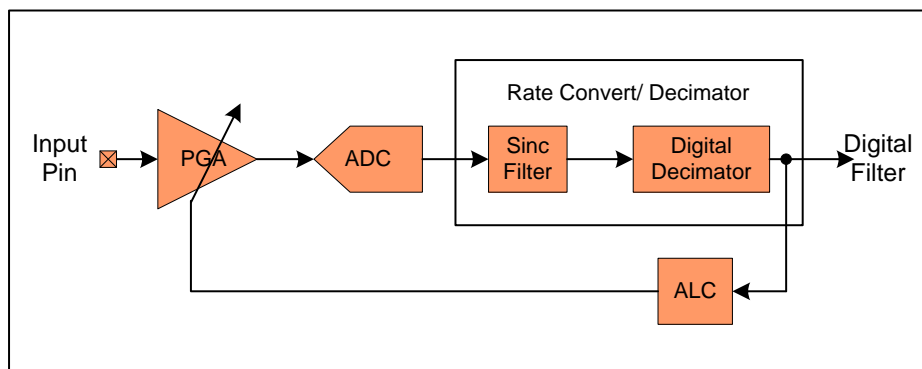 Rate Convert/ Decimator
Input
Pin
PGA
ADC
Sinc
Filter
Digital
Decimator
Digital
Filter
ALC